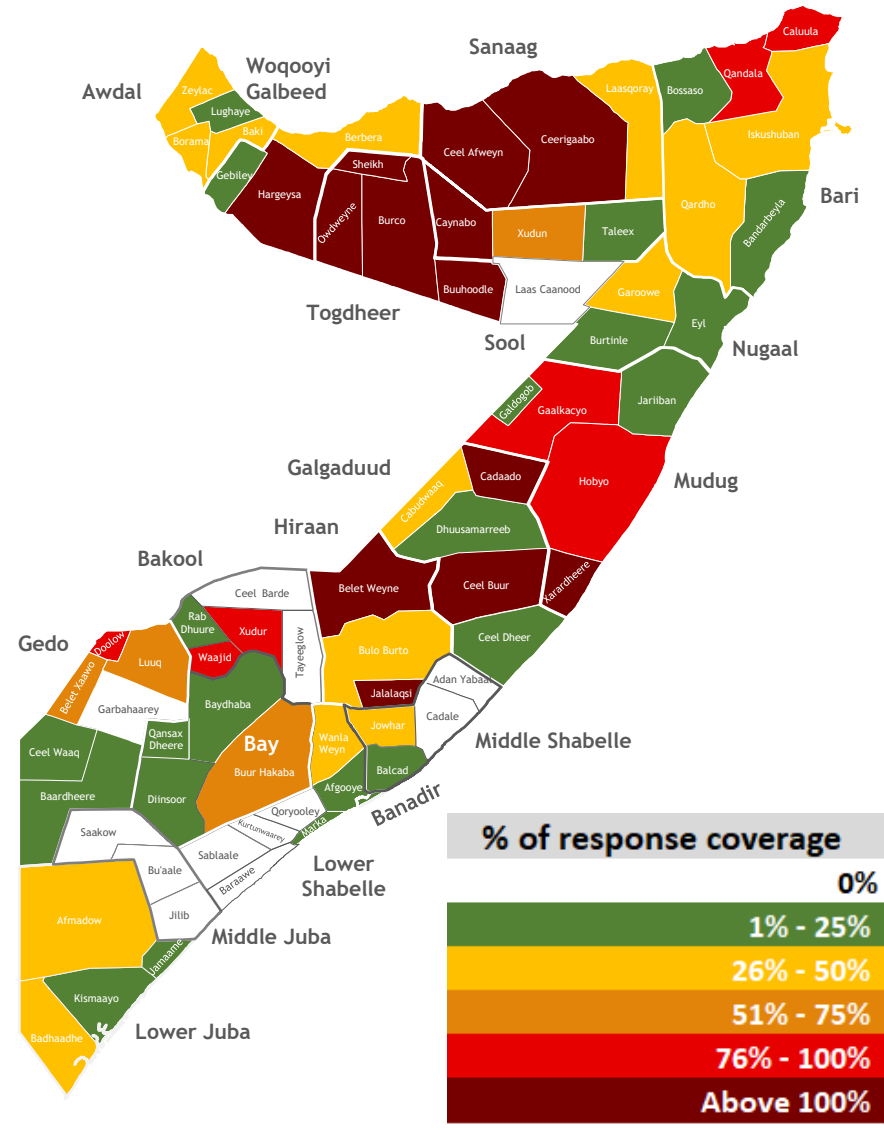 Sanaag
Caluula
Woqooyi
Galbeed
Qandala
Awdal
Zeylac
Laasqoray
Bossaso
Lughaye
Baki
Borama
Berbera
Iskushuban
Ceel Afweyn
Ceerigaabo
Sheikh
Gebiley
Hargeysa
Bari
Qardho
Bandarbeyla
Owdweyne
Burco
Caynabo
Xudun
Taleex
Buuhoodle
Laas Caanood
Garoowe
Togdheer
Sool
Burtinle
Eyl
Nugaal
Galdogob
Gaalkacyo
Jariiban
Galgaduud
Cadaado
Hobyo
Mudug
Cabudwaaq
Dhuusamarreeb
Hiraan
Bakool
Ceel Barde
Belet Weyne
Ceel Buur
Xarardheere
Rab
Dhuure
Xudur
Tayeeglow
Gedo
Doolow
Luuq
Waajid
Bulo Burto
Ceel Dheer
Belet Xaawo
Adan Yabaal
Garbahaarey
Baydhaba
Jalalaqsi
Cadale
Qansax
Dheere
Bay
Wanla
Weyn
Jowhar
Middle Shabelle
Ceel Waaq
Buur Hakaba
Balcad
Baardheere
Diinsoor
Afgooye
Banadir
Qoryooley
Marka
Kurtunwaarey
Saakow
Sablaale
Lower
Shabelle
Bu'aale
Baraawe
Jilib
Afmadow
Middle Juba
Jamaame
Kismaayo
Lower Juba
Badhaadhe
% of response coverage
0%
1% - 25%
26% - 50%
51% - 75%
76% - 100%
Above 100%